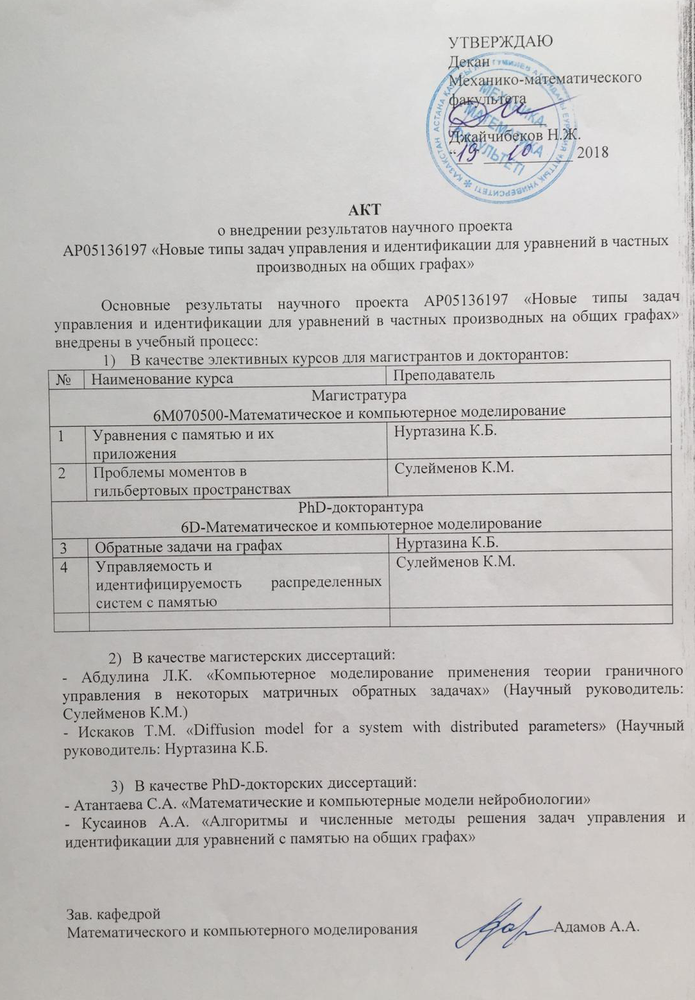 УТВЕРЖДАЮ
Декан
Механико-математического
факультета
Джайчибеков Н.Ж.
“19” 10 2018
МЕХАНИКА-
МАТЕМАТИКА
ФАКУЛЬТЕТІ
АКТ
о внедрении результатов научного проекта
АР05136197 «Новые типы задач управления и идентификации для уравнений в частных
производных на общих графах»
Основные результаты научного проекта АР05136197 «Новые типы задач
управления и идентификации для уравнений в частных производных на общих графах»
внедрены в учебный процесс:
1) В качестве элективных курсов для магистрантов и докторантов:
№ Наименование курса Преподаватель
Магистратура
6М070500-Математическое и компьютерное моделирование
1 Уравнения с памятью и их Нуртазина К.Б.
приложения
2 Проблемы моментов в Сулейменов К.М.
гильбертовых пространствах
PhD-докторантура
6D-Математическое и компьютерное моделирование
3 Обратные задачи на графах Нуртазина К.Б.
4 Управляемость и Сулейменов К.М.
идентифицируемость распределенных
систем с памятью
2) В качестве магистерских диссертаций:
- Абдулина Л.К. «Компьютерное моделирование применения теории граничного
управления в некоторых матричных обратных задачах» (Научный руководитель:
Сулейменов К.М.)
- Искаков Т.М. «Diffusion model for a system with distributed parameters» (Научный
руководитель: Нуртазина К.Б.
3) В качестве PhD-докторских диссертаций:
- Атантаева С.А. «Математические и компьютерные модели нейробиологии»
- Кусаинов А.А. «Алгоритмы и численные методы решения задач управления и
идентификации для уравнений с памятью на общих графах»
Зав. кафедрой
Математического и компьютерного моделирования Адамов А.А.